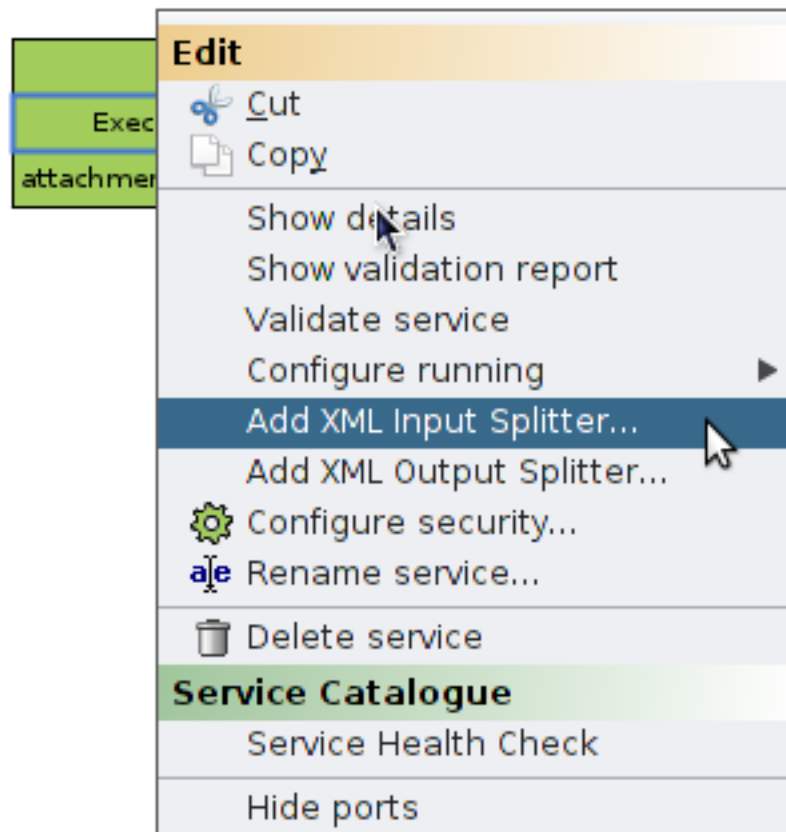 Edit
Cut
Exec
Copy
attachmen
Show details
Show validation report
Validate service
Configure running
Add XML Input Splitter...
Add XML Output Splitter...
Configure security...
a e Rename service...
Delete service
Service Catalogue
Service Health Check
Hide ports